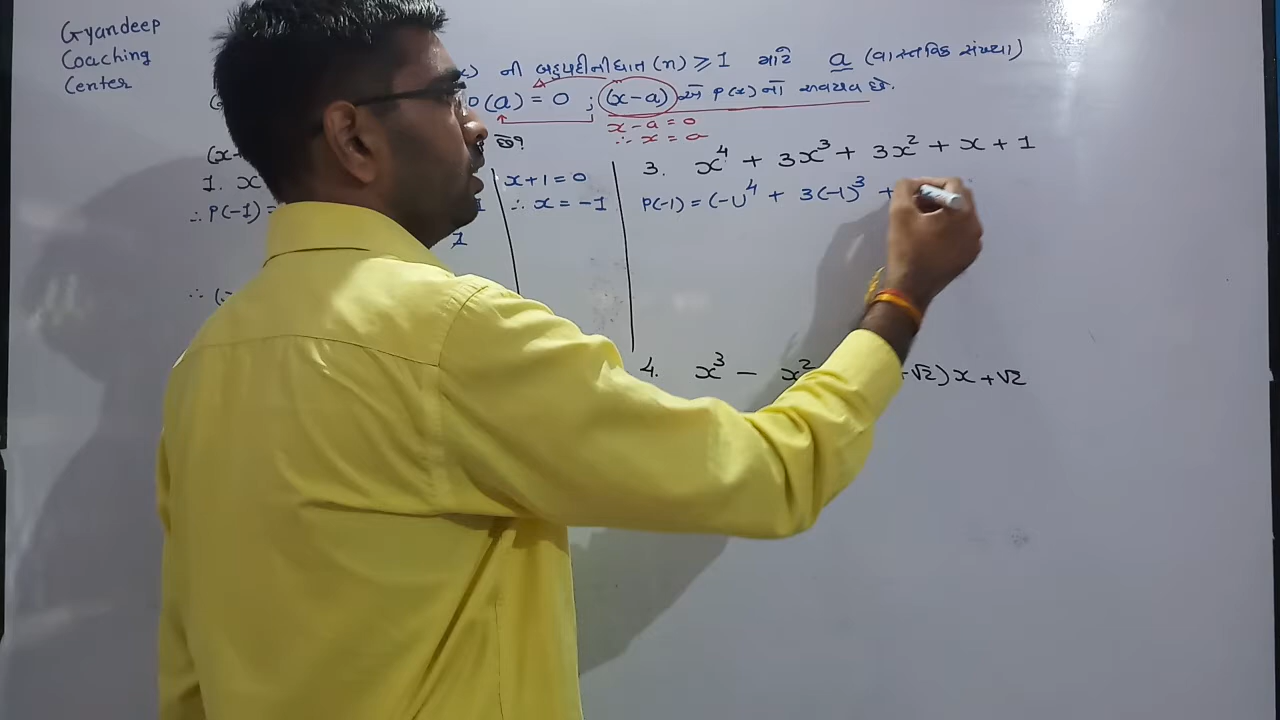 Gyandeep
Coaching
Center
ની બહુપદીની ઘાત (n) ≥ 1 માટે a (વાસ્તવિક સંખ્યા)
(a) = 0 ; (x-a) એ P(x) નો અવયવ છે.
x - a = 0
∴ x = a
છે?
1. x
∴ P(-1) =
1
x + 1 = 0
∴ x = -1
3. x⁴ + 3x³ + 3x² + x + 1
P(-1) = (-1)⁴ + 3(-1)³ +
4. x³ - x² +√2)x + √2